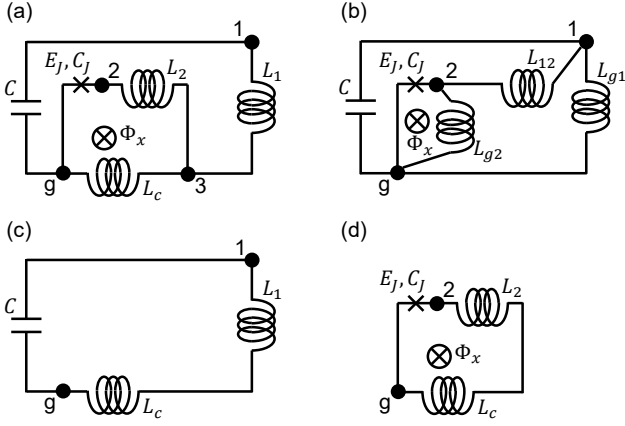 (a)
1
E_J, C_J
2
L_2
L_1
C
Φ_x
g
L_c
3
(b)
1
E_J, C_J
2
L_12
L_g1
C
Φ_x
L_g2
g
(c)
1
C
L_1
g
L_c
(d)
E_J, C_J
2
L_2
Φ_x
g
L_c